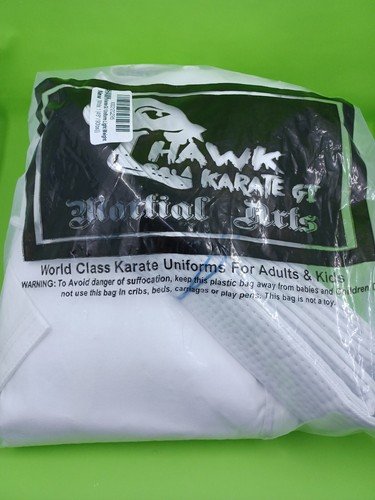 HAWK
KARATE GI
Martial Arts
World Class Karate Uniforms For Adults & Kids
WARNING: To Avoid danger of suffocation, keep this plastic bag away from babies and Children
not use this bag in cribs, beds, carriages or play pens. This bag is not a toy.